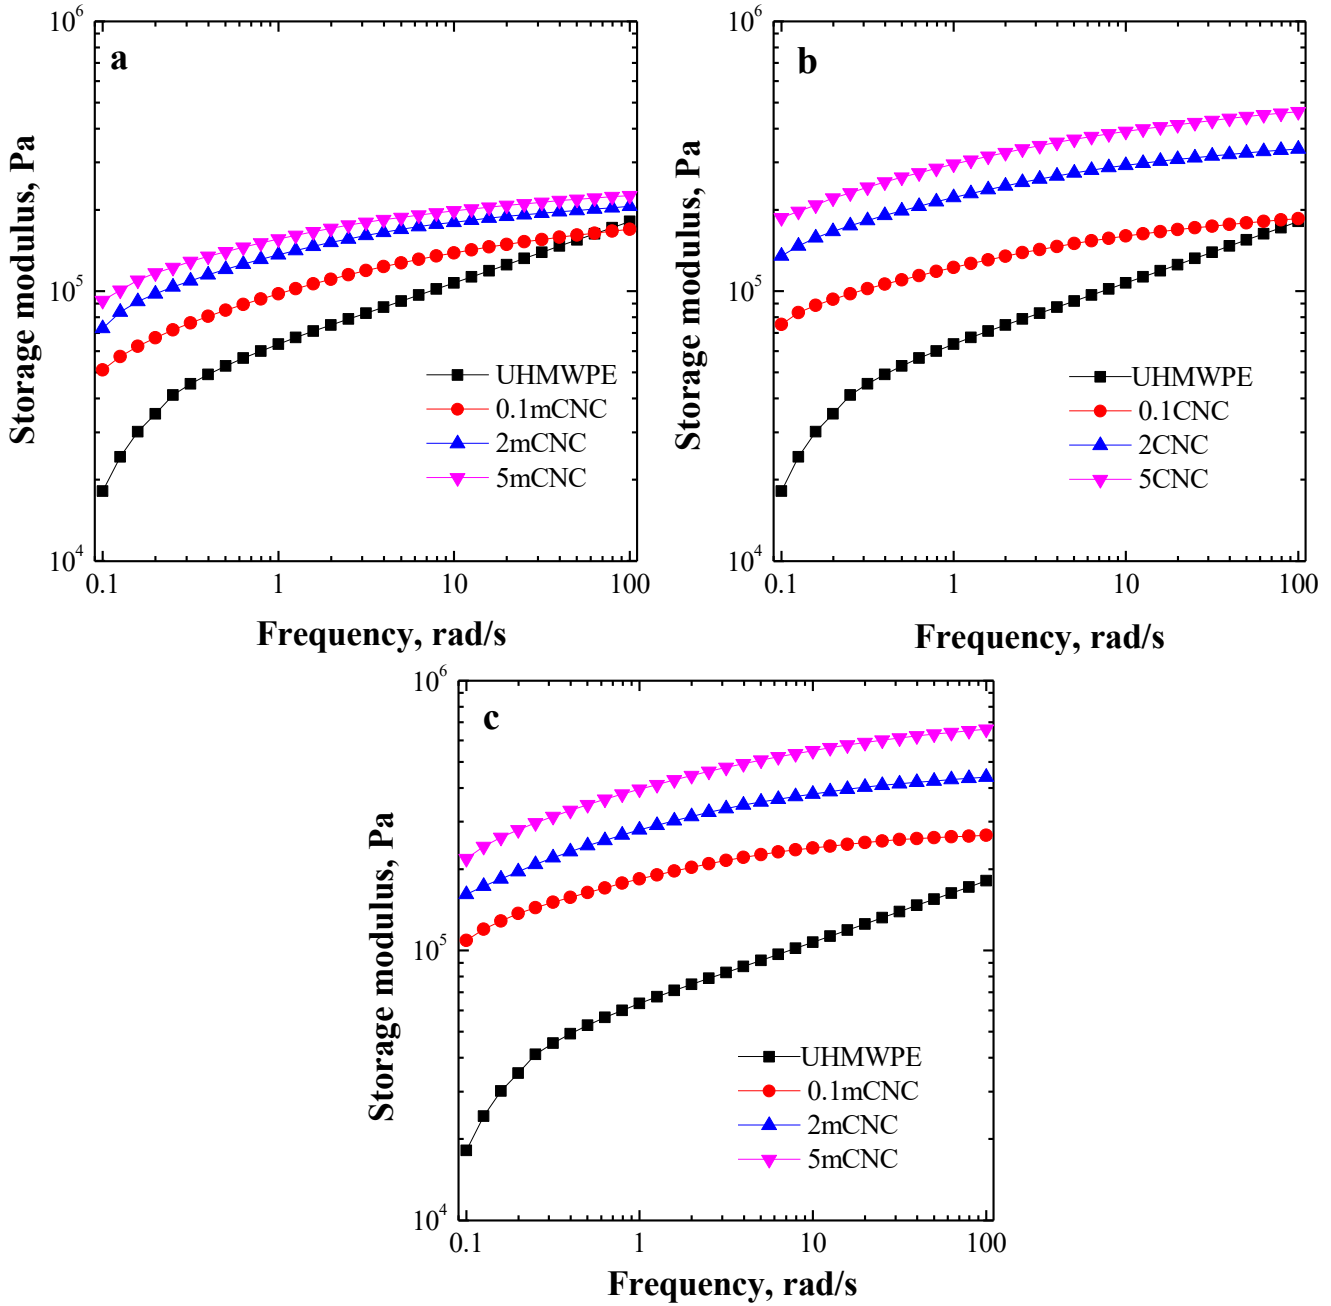 a
Storage modulus, Pa
10^6
10^5
10^4
UHMWPE
0.1mCNC
2mCNC
5mCNC
0.1 1 10 100
Frequency, rad/s
b
Storage modulus, Pa
10^6
10^5
10^4
UHMWPE
0.1CNC
2CNC
5CNC
0.1 1 10 100
Frequency, rad/s
c
Storage modulus, Pa
10^6
10^5
10^4
UHMWPE
0.1mCNC
2mCNC
5mCNC
0.1 1 10 100
Frequency, rad/s